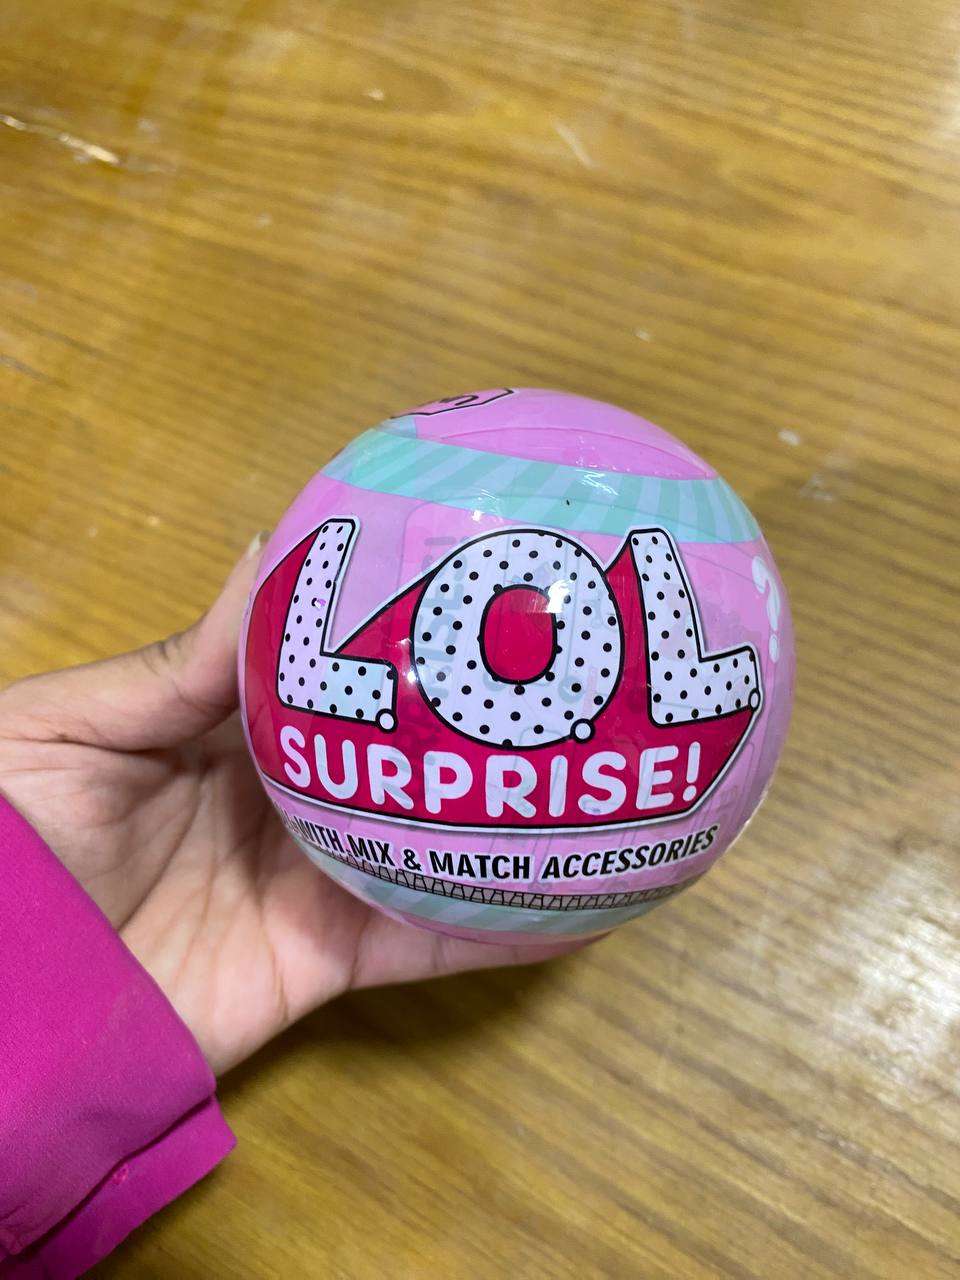 L.O.L.
SURPRISE!
WITH MIX & MATCH ACCESSORIES
?